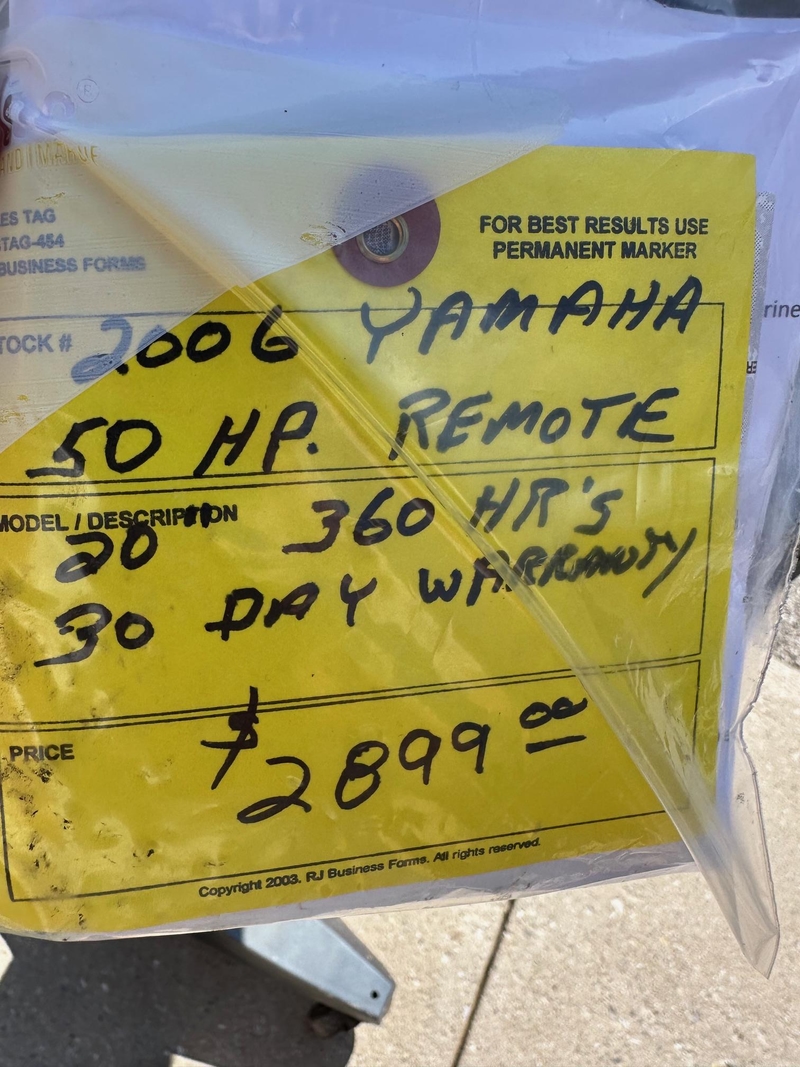 ES TAG
TAG-454
BUSINESS FORMS
FOR BEST RESULTS USE
PERMANENT MARKER
TOCK # 2006 YAMAHA
50 HP. REMOTE
MODEL / DESCRIPTION
20" 360 HR'S
30 DAY WARRANTY
PRICE $2899.00
Copyright 2003. RJ Business Forms. All rights reserved.
rine